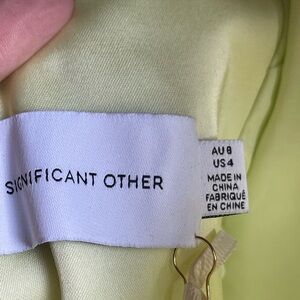 SIGNIFICANT OTHER
AU 8
US 4
MADE IN
CHINA
FABRIQUÉ
EN CHINE